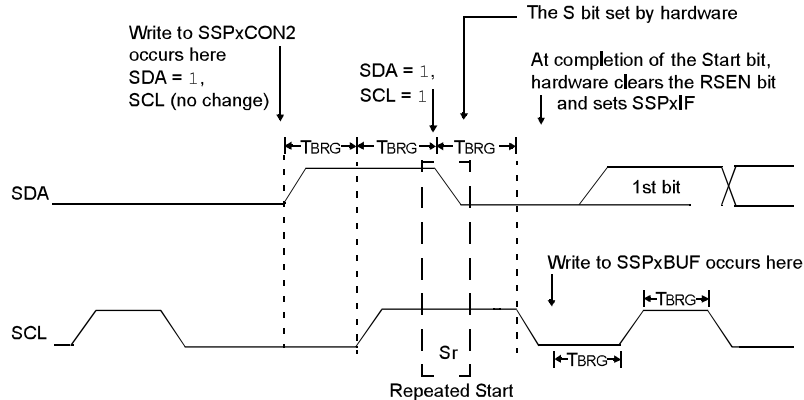 The S bit set by hardware
Write to SSPxCON2
occurs here
SDA = 1,
SCL (no change)
SDA = 1,
SCL = 1
At completion of the Start bit,
hardware clears the RSEN bit
and sets SSPxIF
TBRG TBRG TBRG
SDA
1st bit
Write to SSPxBUF occurs here
TBRG
SCL
Sr
TBRG
Repeated Start